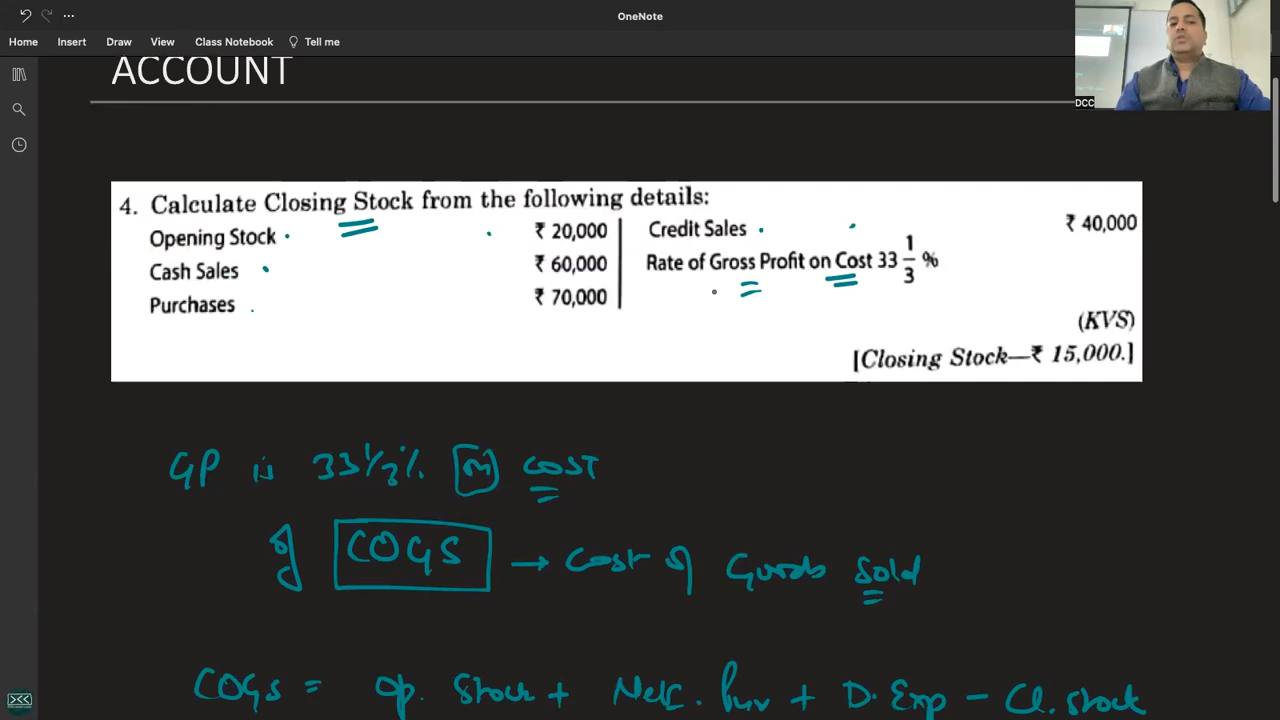 OneNote
Home Insert Draw View Class Notebook Tell me
ACCOUNT
DCC
4. Calculate Closing Stock from the following details:
Opening Stock ₹ 20,000 Credit Sales ₹ 40,000
Cash Sales ₹ 60,000 Rate of Gross Profit on Cost 33 1/3 %
Purchases ₹ 70,000
(KVS)
[Closing Stock—₹ 15,000.]
GP is 33 1/3 % on COST
of COGS → Cost of Goods Sold
COGS = Op. Stock + Net. Pur + D. Exp - Cl. Stock